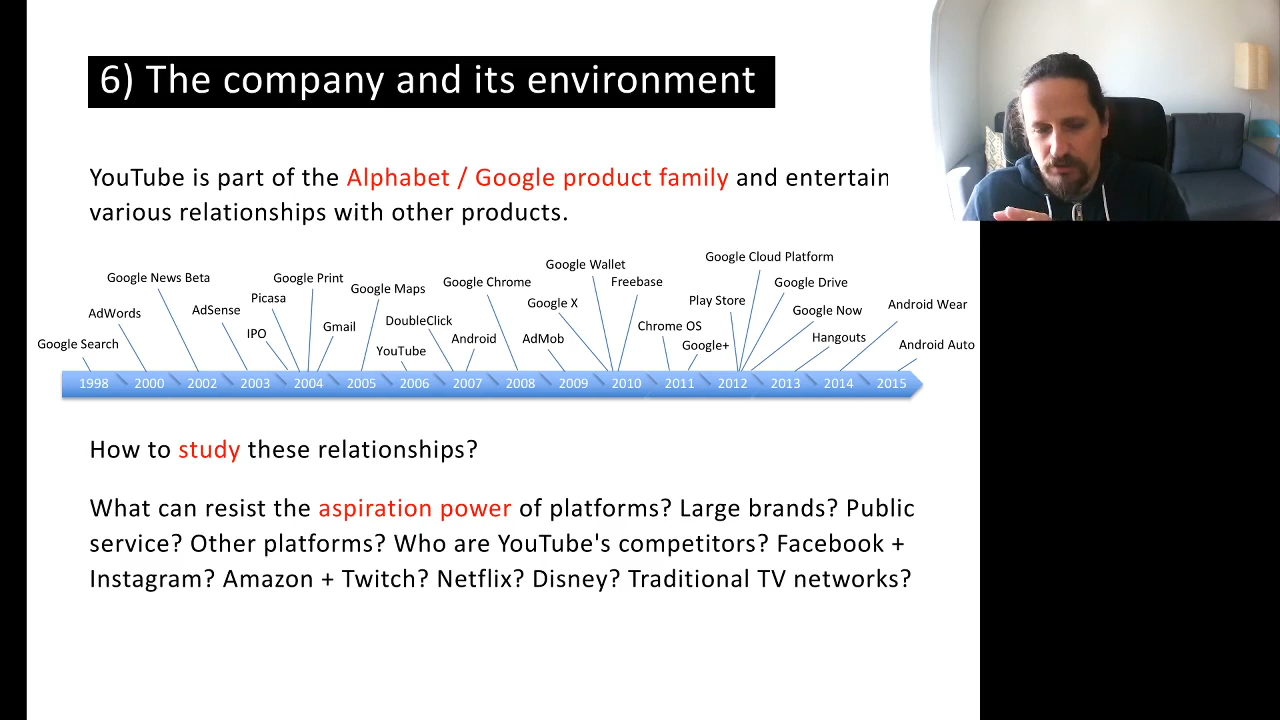 6) The company and its environment
YouTube is part of the Alphabet / Google product family and entertain
various relationships with other products.
Google Cloud Platform
Google Wallet
Google News Beta
Google Print
Google Chrome
Freebase
Google Drive
Google Maps
Picasa
Play Store
Google X
Android Wear
AdWords
AdSense
Google Now
DoubleClick
Gmail
Chrome OS
IPO
Android
AdMob
Hangouts
Google Search
Google+
Android Auto
YouTube
1998 2000 2002 2003 2004 2005 2006 2007 2008 2009 2010 2011 2012 2013 2014 2015
How to study these relationships?
What can resist the aspiration power of platforms? Large brands? Public
service? Other platforms? Who are YouTube's competitors? Facebook +
Instagram? Amazon + Twitch? Netflix? Disney? Traditional TV networks?